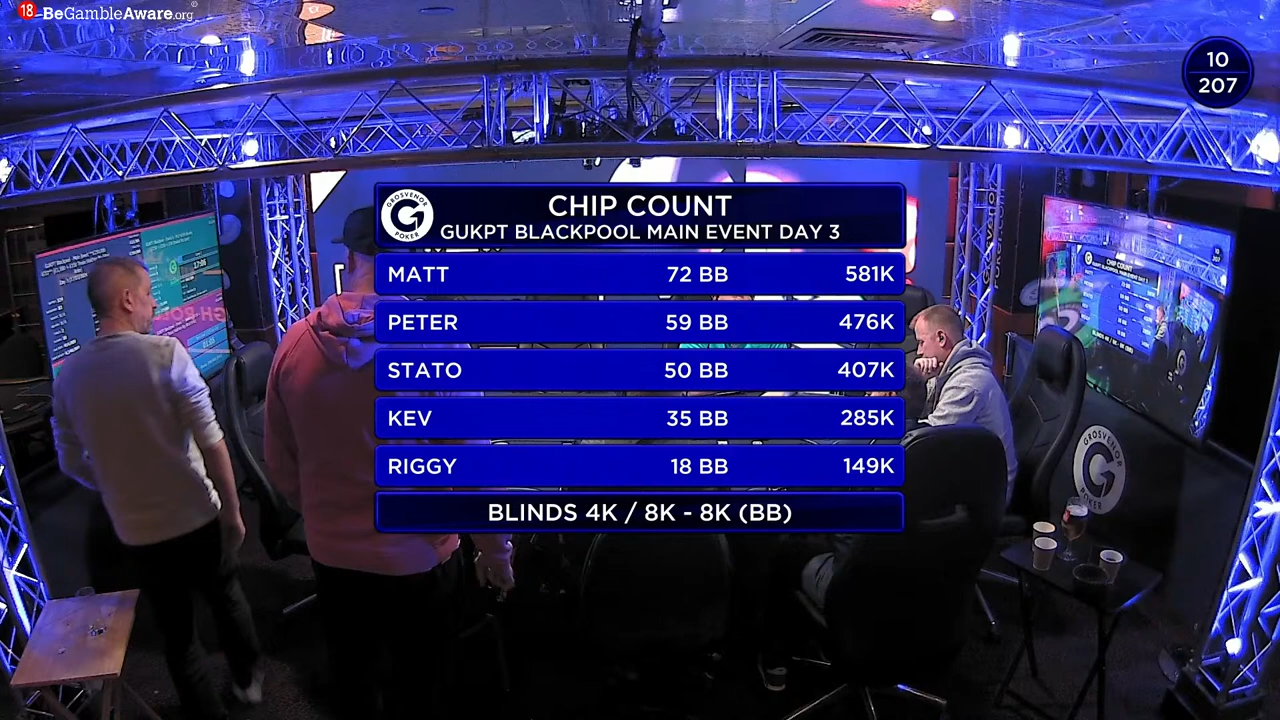 18 BeGambleAware.org
10
207
GROSVENOR
G
POKER
CHIP COUNT
GUKPT BLACKPOOL MAIN EVENT DAY 3
MATT 72 BB 581K
PETER 59 BB 476K
STATO 50 BB 407K
KEV 35 BB 285K
RIGGY 18 BB 149K
BLINDS 4K / 8K - 8K (BB)
CHIP COUNT
GROSVENOR
G
POKER